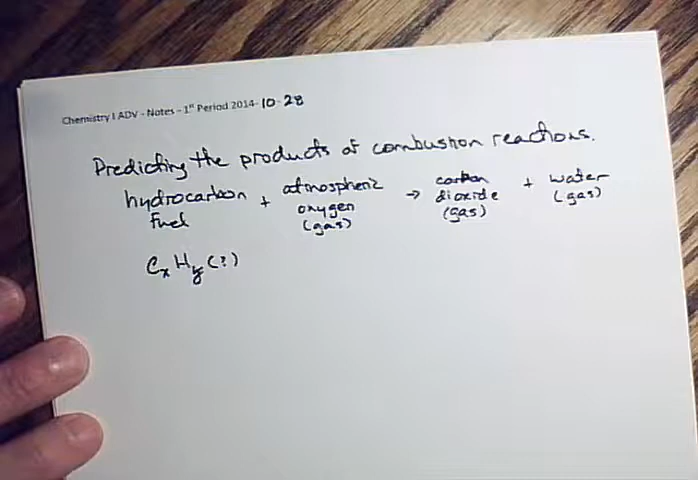 Chemistry I ADV - Notes - 1st Period 2014-10-28
Predicting the products of combustion reactions.
hydrocarbon fuel + atmospheric oxygen (gas) → carbon dioxide (gas) + water (gas)
CxHy(?)